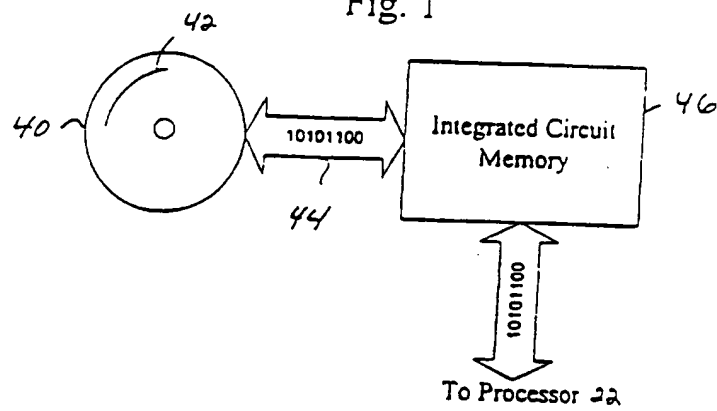 Fig. 1
42
40
10101100
Integrated Circuit
Memory
46
44
10101100
To Processor 22